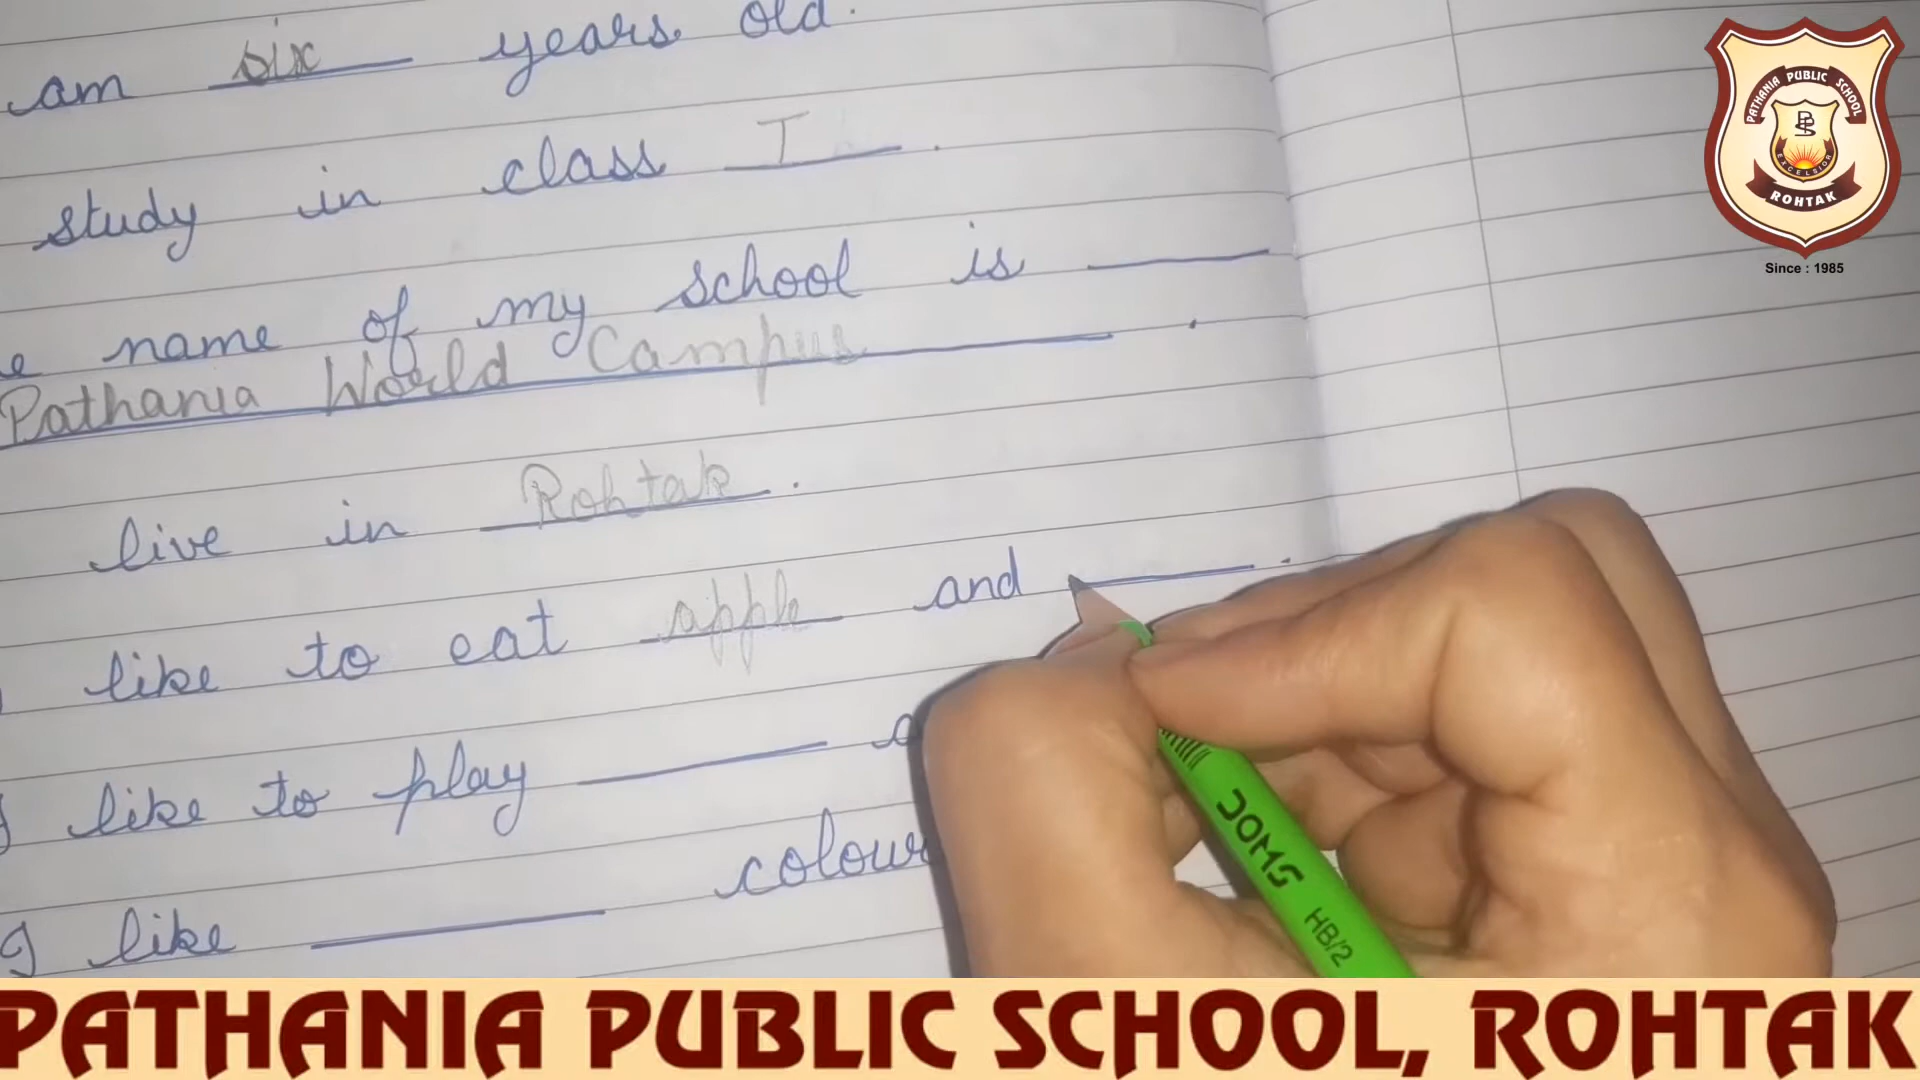 am six years old.
study in class I.
name of my school is
Pathania World Campus.
live in Rohtak.
like to eat apple and
I like to play
I like colour
DOMS HB/2
PATHANIA PUBLIC SCHOOL
EXCELSIOR
ROHTAK
Since : 1985
PATHANIA PUBLIC SCHOOL, ROHTAK